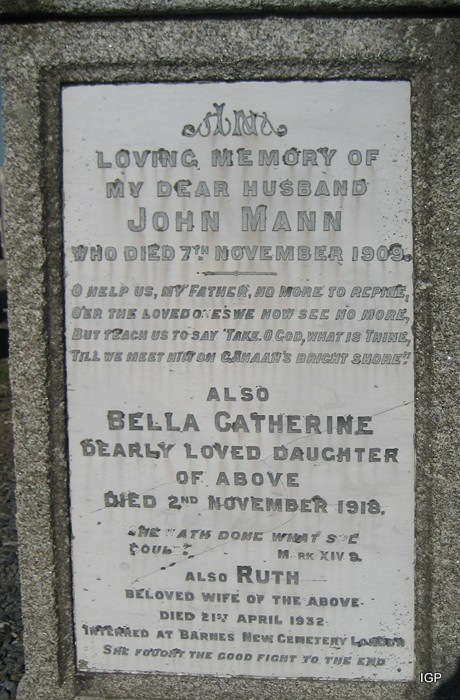 In
LOVING MEMORY OF
MY DEAR HUSBAND
JOHN MANN
WHO DIED 7TH NOVEMBER 1909.
O HELP US, MY FATHER, NO MORE TO REPINE,
O'ER THE LOVED ONES WE NOW SEE NO MORE,
BUT TEACH US TO SAY "TAKE, O GOD, WHAT IS THINE,
TILL WE MEET HIM ON CANAAN'S BRIGHT SHORE".
ALSO
BELLA CATHERINE
DEARLY LOVED DAUGHTER
OF ABOVE
DIED 2ND NOVEMBER 1918.
SHE HATH DONE WHAT SHE
COULD. MARK XIV 8.
ALSO RUTH
BELOVED WIFE OF THE ABOVE
DIED 21ST APRIL 1932
INTERRED AT BARNES NEW CEMETERY LONDON
SHE FOUGHT THE GOOD FIGHT TO THE END
IGP